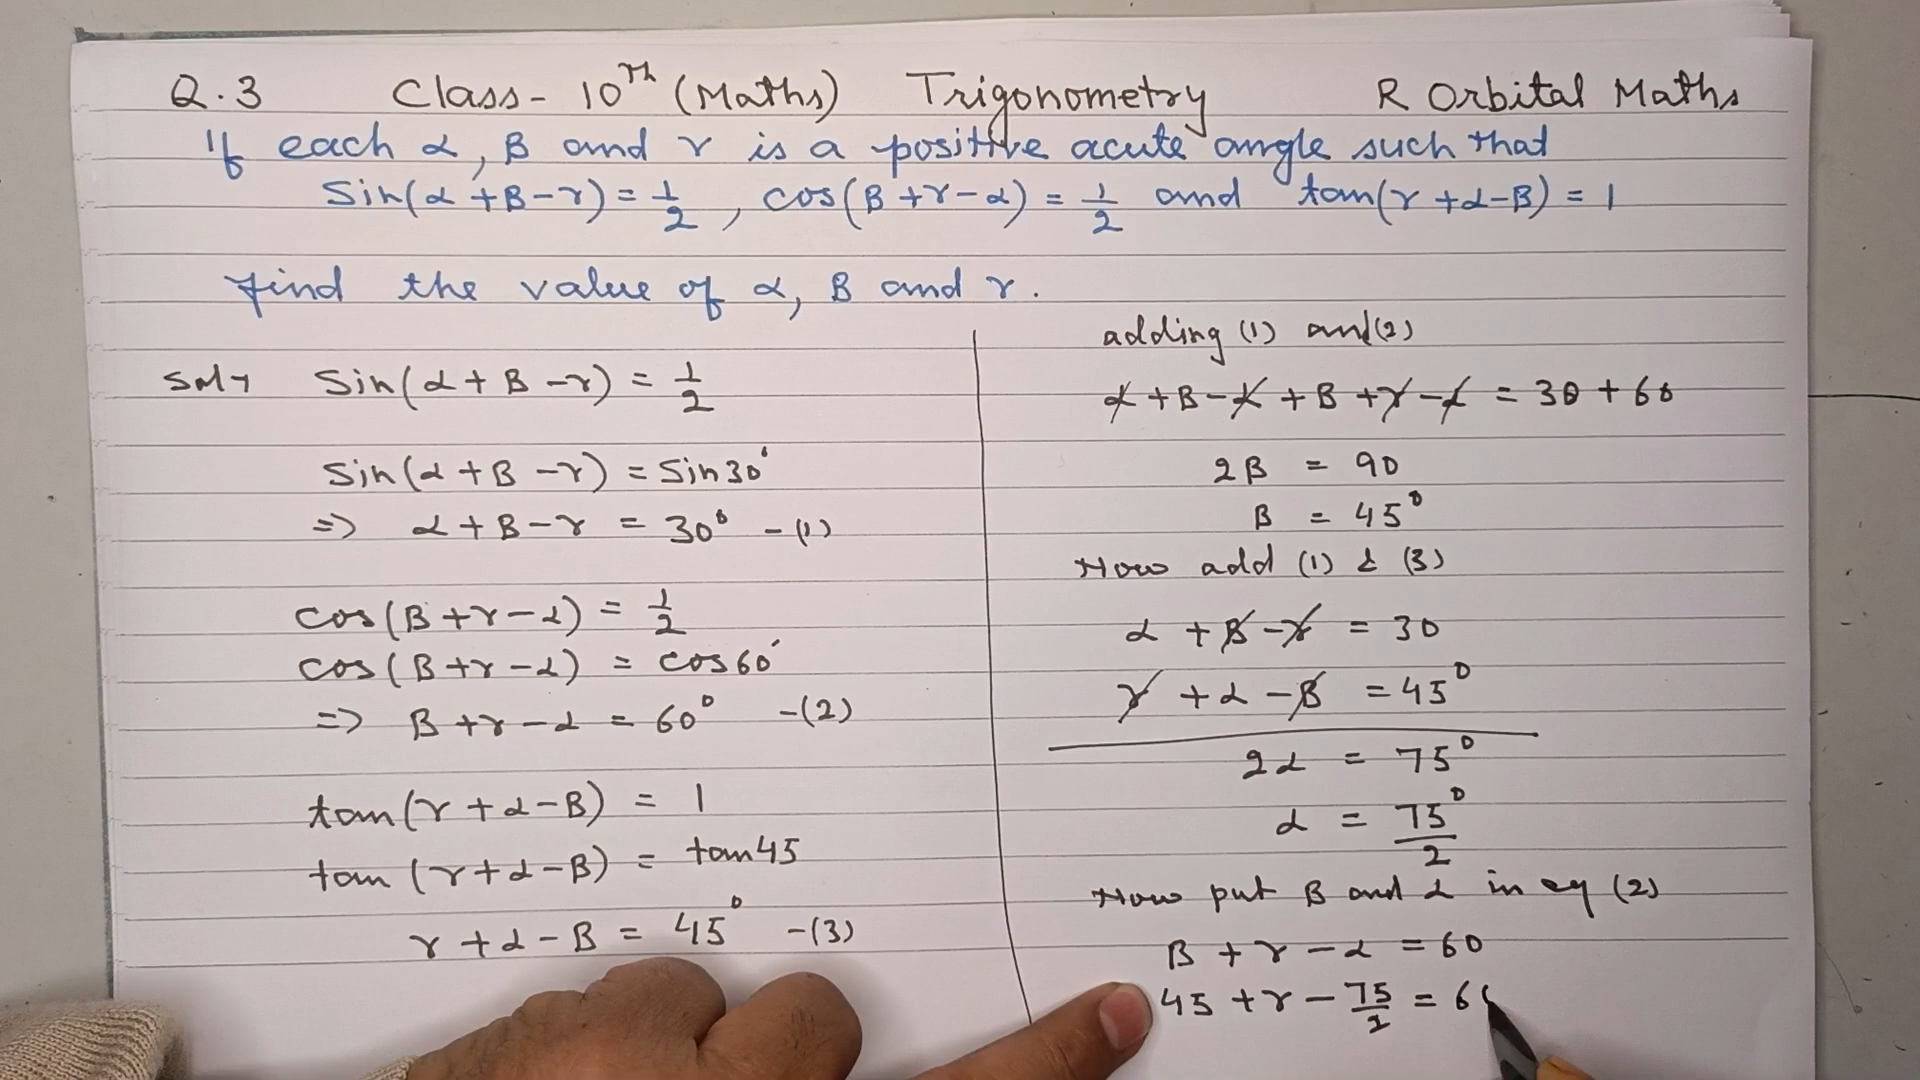 Q.3 Class-10th (Maths) Trigonometry R Orbital Maths
If each α, β and γ is a positive acute angle such that
Sin(α+β-γ) = 1/2, cos(β+γ-α) = 1/2 and tan(γ+α-β) = 1
find the value of α, β and γ.
Soln Sin(α+β-γ) = 1/2
Sin(α+β-γ) = Sin30°
=> α+β-γ = 30° -(1)
cos(β+γ-α) = 1/2
cos(β+γ-α) = cos60°
=> β+γ-α = 60° -(2)
tan(γ+α-β) = 1
tan(γ+α-β) = tan45
γ+α-β = 45° -(3)
adding (1) and (2)
α+β-γ+β+γ-α = 30+60
2β = 90
β = 45°
Now add (1) & (3)
α+β-γ = 30
γ+α-β = 45°
2α = 75°
α = 75°/2
Now put β and α in eq (2)
β+γ-α = 60
45+γ-75/2 = 60